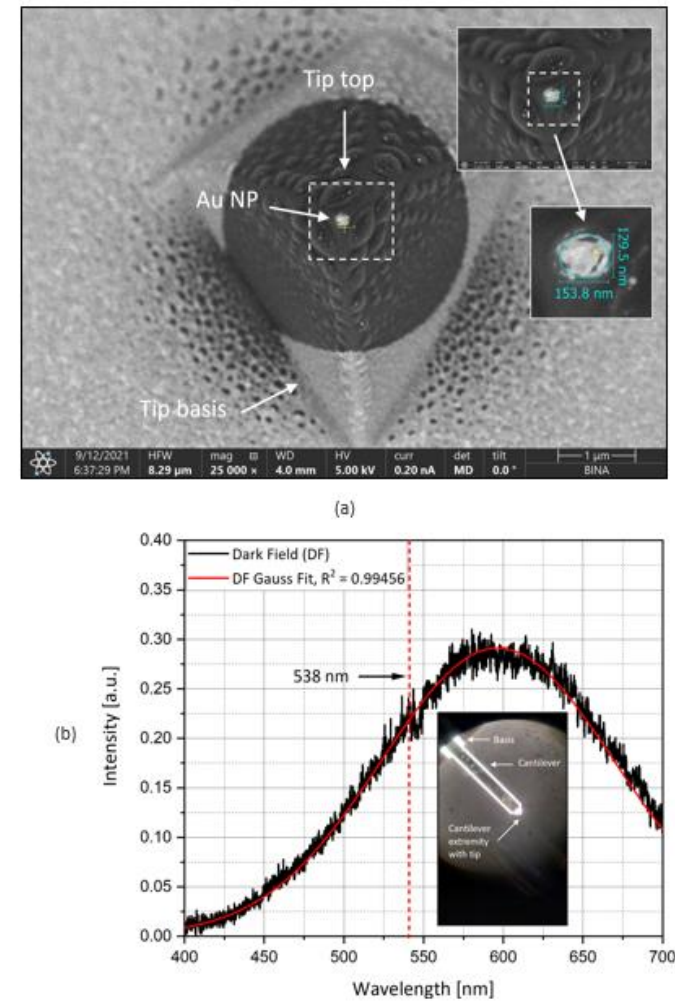 Tip top
Au NP
Tip basis
129.5 nm
153.8 nm
9/12/2021 HFW mag WD HV curr det tilt 1 µm
6:37:29 PM 8.29 µm 25 000 × 4.0 mm 5.00 kV 0.20 nA MD 0.0 ° BINA
(a)
0.40
0.35
0.30
0.25
0.20
0.15
0.10
0.05
0.00
Intensity [a.u.]
Dark Field (DF)
DF Gauss Fit, R² = 0.99456
538 nm
(b)
Basis
Cantilever
Cantilever
extremity
with tip
400 450 500 550 600 650 700
Wavelength [nm]